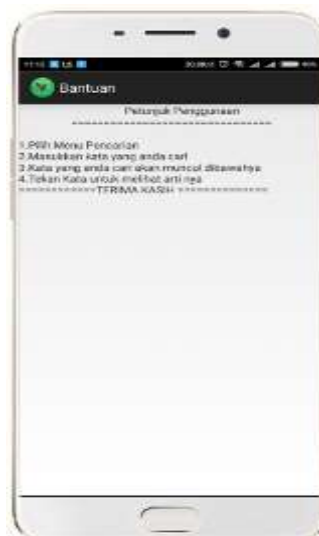 Bantuan
Petunjuk Penggunaan
========================
1.Pilih Menu Pencarian
2.Masukkan kata yang anda cari
3.Kata yang anda cari akan muncul dibawahya
4.Tekan Kata untuk melihat arti nya
============TERIMA KASIH ==============